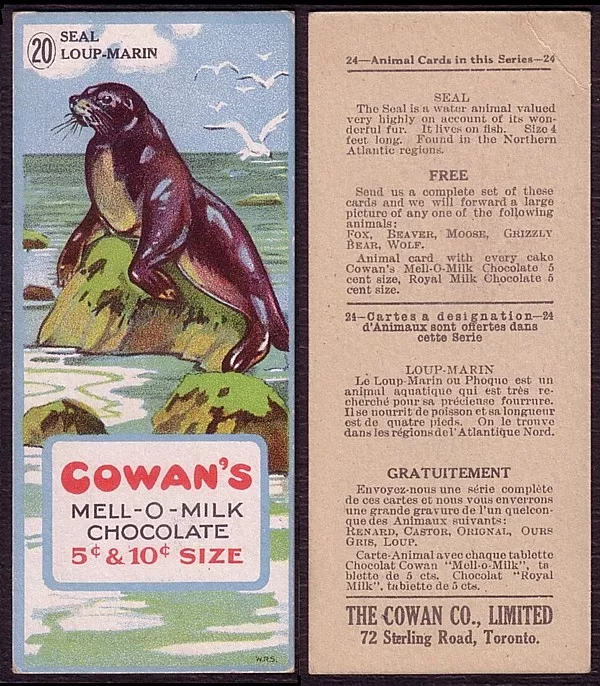 20
SEAL
LOUP-MARIN
COWAN'S
MELL-O-MILK
CHOCOLATE
5¢ & 10¢ SIZE
W.R.S.
24—Animal Cards in this Series—24
SEAL
The Seal is a water animal valued
very highly on account of its won-
derful fur. It lives on fish. Size 4
feet long. Found in the Northern
Atlantic regions.
FREE
Send us a complete set of these
cards and we will forward a large
picture of any one of the following
animals:
FOX, BEAVER, MOOSE, GRIZZLY
BEAR, WOLF.
Animal card with every cake
Cowan's Mell-O-Milk Chocolate 5
cent size, Royal Milk Chocolate 5
cent size.
24—Cartes a designation—24
d'Animaux sont offertes dans
cette Serie
LOUP-MARIN
Le Loup-Marin ou Phoque est un
animal aquatique qui est très re-
cherché pour sa précieuse fourrure.
Il se nourrit de poisson et sa longueur
est de quatre pieds. On le trouve
dans les régions de l'Atlantique Nord.
GRATUITEMENT
Envoyez-nous une série complète
de ces cartes et nous vous enverrons
une grande gravure de l'un quelcon-
que des Animaux suivants:
RENARD, CASTOR, ORIGNAL, OURS
GRIS, LOUP.
Carte-Animal avec chaque tablette
Chocolat Cowan "Mell-o-Milk", ta
blette de 5 cts. Chocolat "Royal
Milk", tablette de 5 cts.
THE COWAN CO., LIMITED
72 Sterling Road, Toronto.